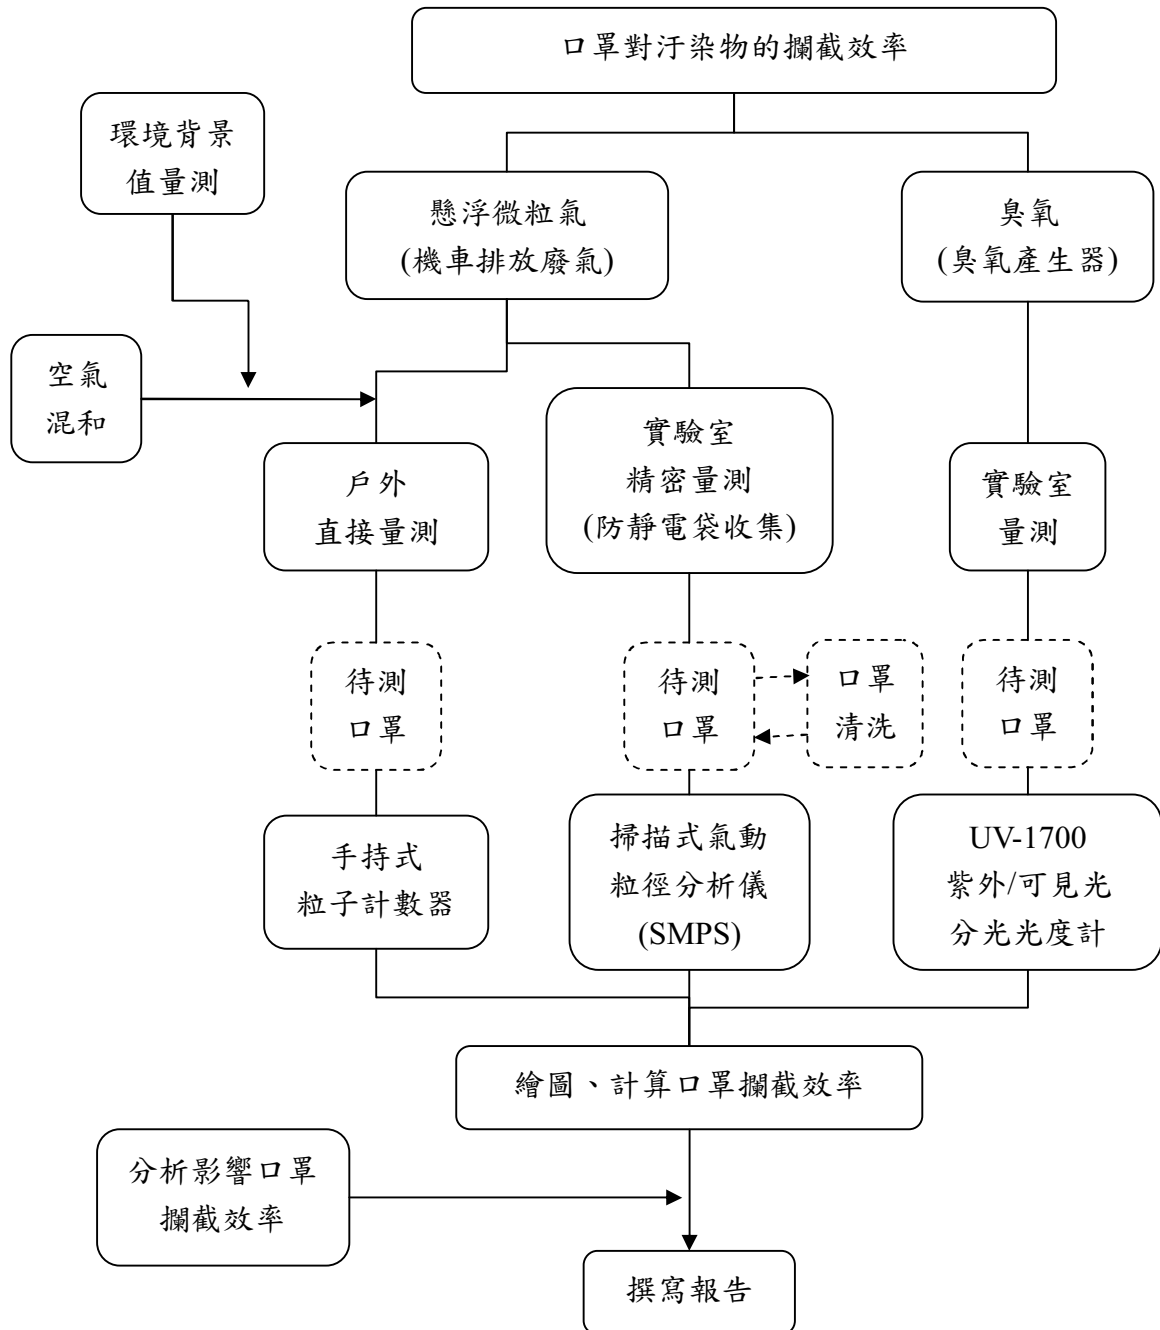 口罩對汙染物的攔截效率
環境背景
值量測
懸浮微粒氣
(機車排放廢氣)
臭氧
(臭氧產生器)
空氣
混和
戶外
直接量測
實驗室
精密量測
(防靜電袋收集)
實驗室
量測
待測
口罩
待測
口罩
口罩
清洗
待測
口罩
手持式
粒子計數器
掃描式氣動
粒徑分析儀
(SMPS)
UV-1700
紫外/可見光
分光光度計
繪圖、計算口罩攔截效率
分析影響口罩
攔截效率
撰寫報告